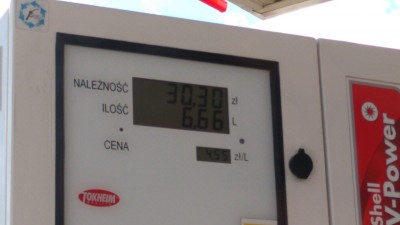 NALEŻNOŚĆ 30.30 zł
ILOŚĆ 6.66 L
CENA 4.55 zł/L
TOKHEIM
Shell
V-Power